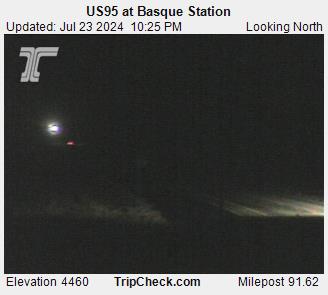 US95 at Basque Station
Updated: Jul 23 2024 10:25 PM Looking North
Elevation 4460 TripCheck.com Milepost 91.62